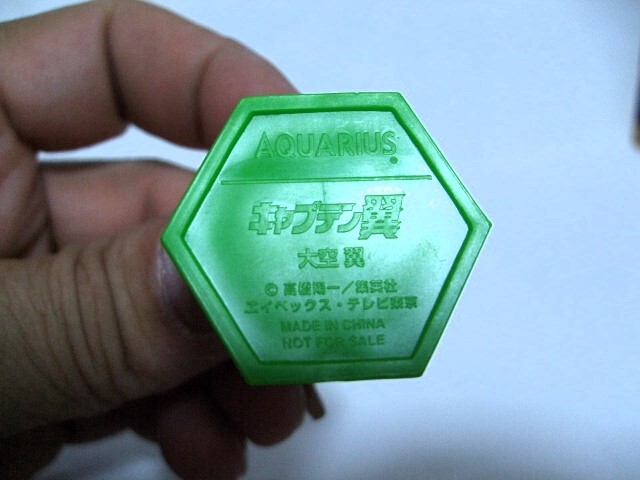 AQUARIUS®
キャプテン翼
大空 翼
© 高橋陽一／集英社
エイベックス・テレビ東京
MADE IN CHINA
NOT FOR SALE